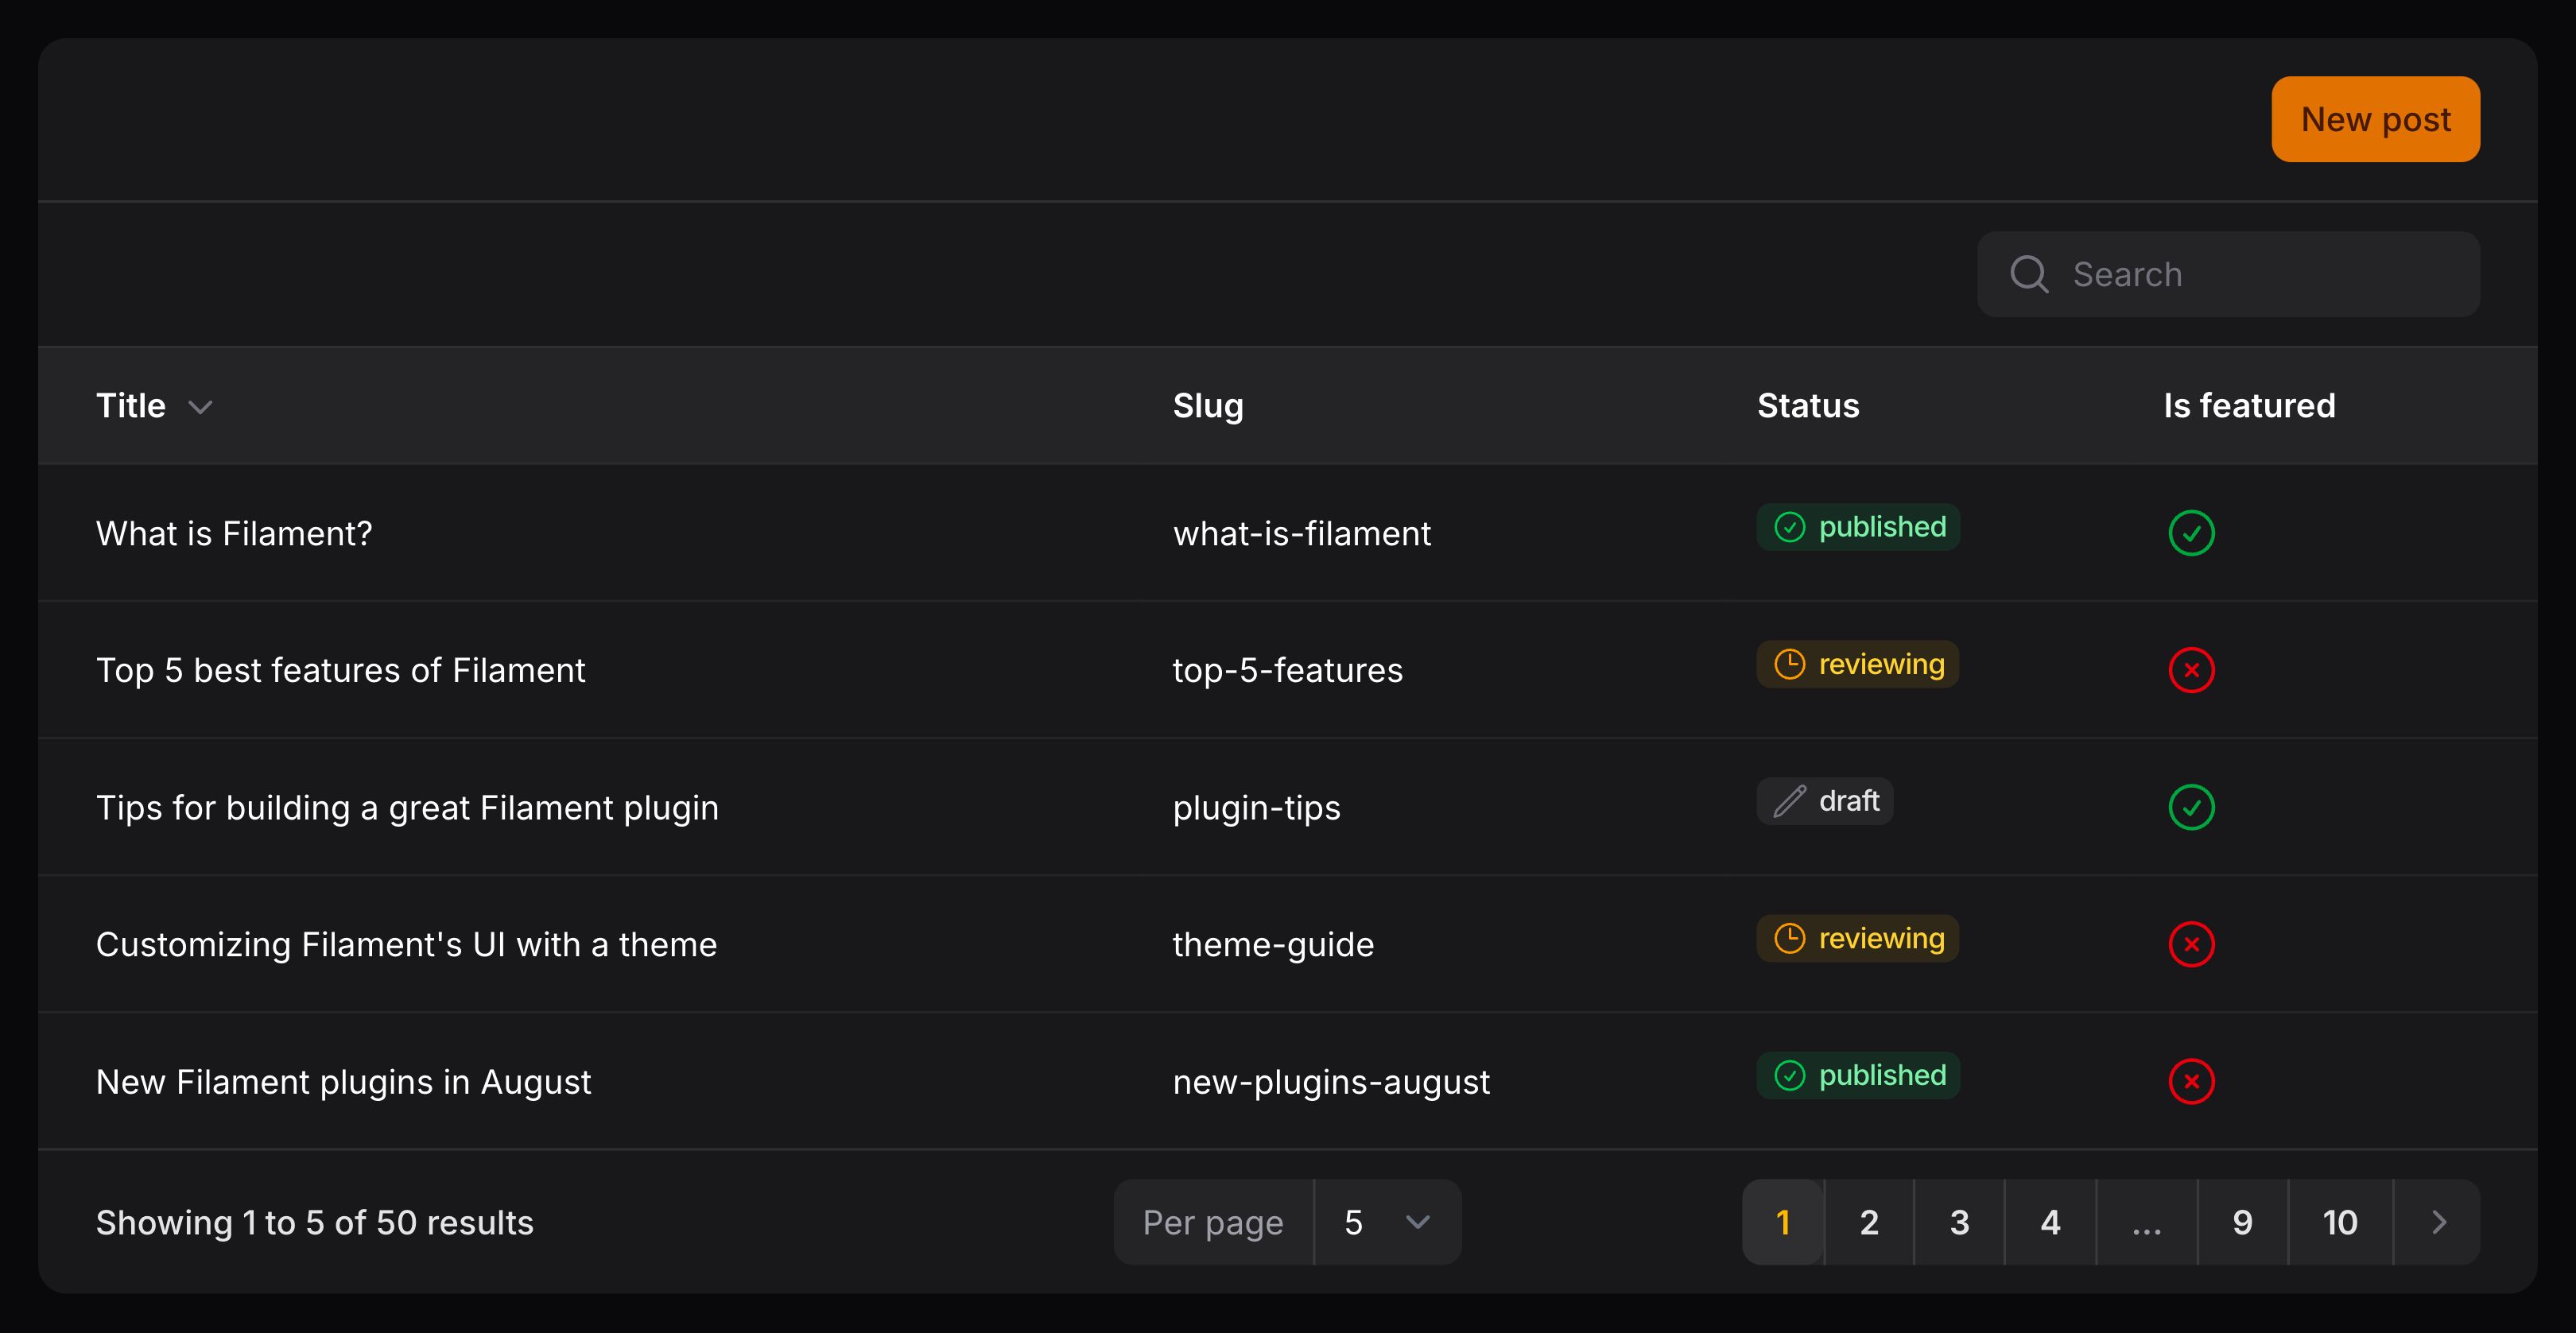 New post
Search
Title Slug Status Is featured
What is Filament? what-is-filament published
Top 5 best features of Filament top-5-features reviewing
Tips for building a great Filament plugin plugin-tips draft
Customizing Filament's UI with a theme theme-guide reviewing
New Filament plugins in August new-plugins-august published
Showing 1 to 5 of 50 results Per page 5 1 2 3 4 ... 9 10